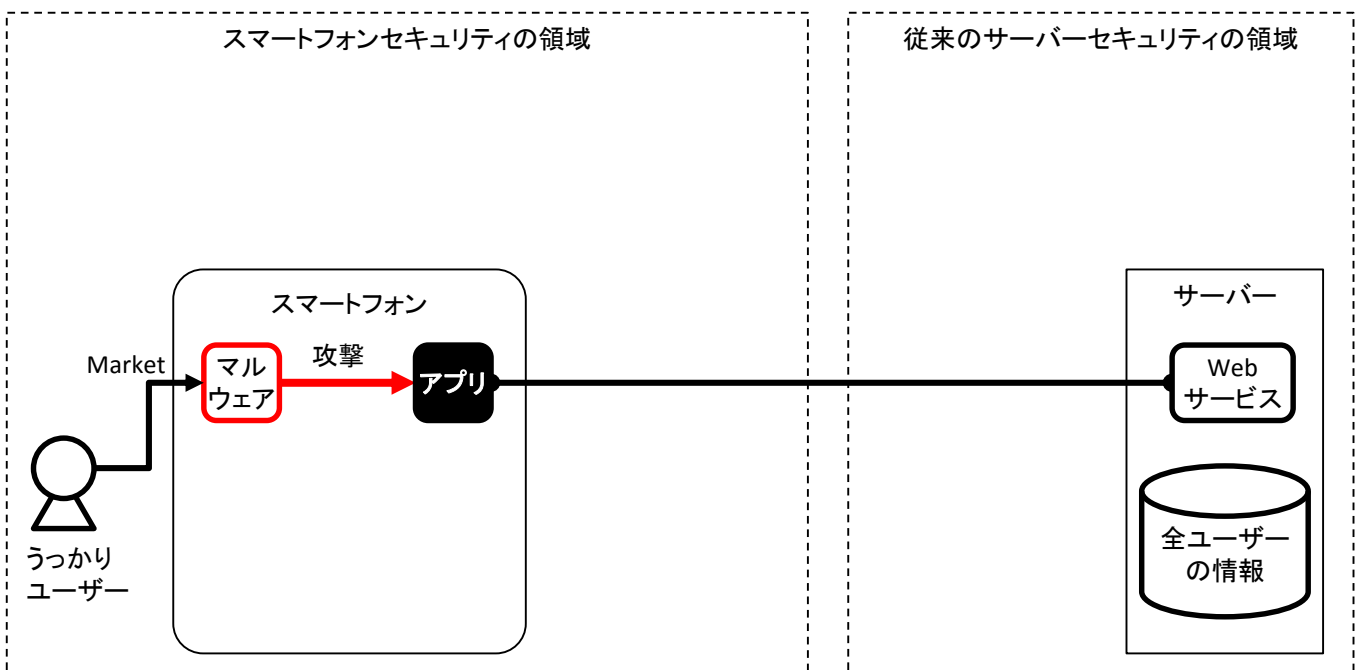 スマートフォンセキュリティの領域
従来のサーバーセキュリティの領域
スマートフォン
サーバー
Market
マル
ウェア
攻撃
アプリ
Web
サービス
うっかり
ユーザー
全ユーザー
の情報